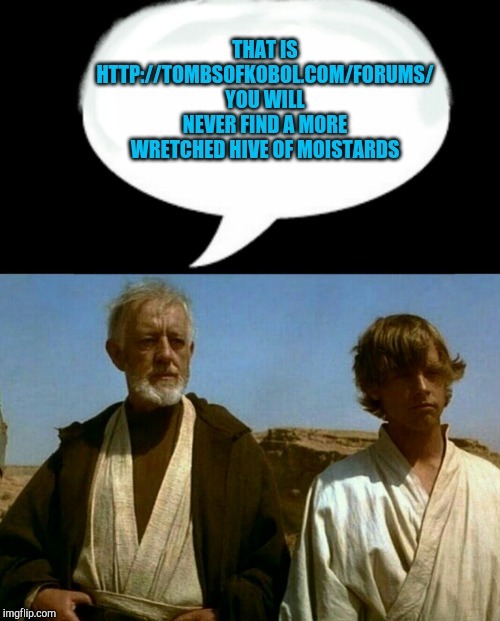 THAT IS
HTTP://TOMBSOFKOBOL.COM/FORUMS/
YOU WILL
NEVER FIND A MORE
WRETCHED HIVE OF MOISTARDS
imgflip.com